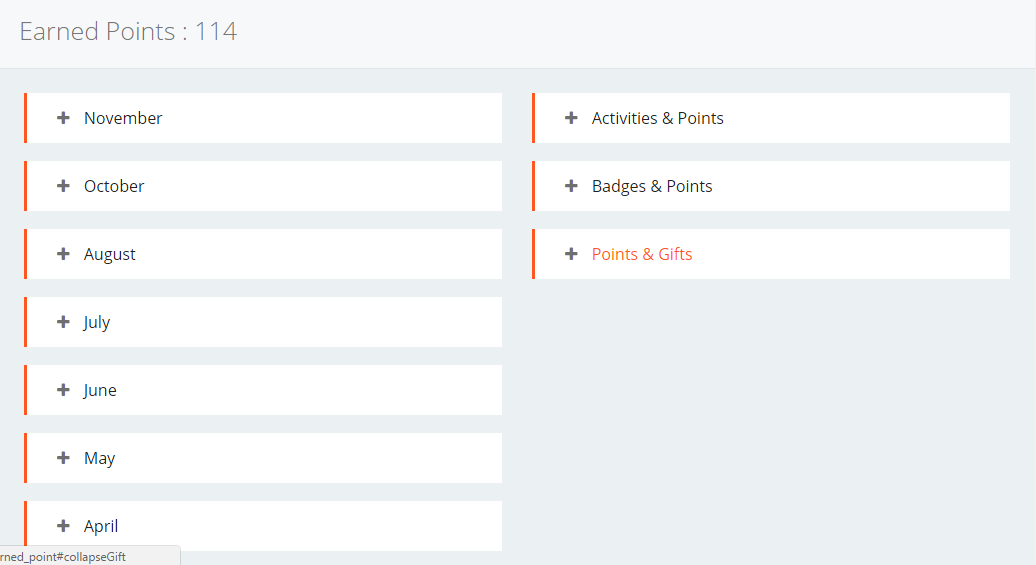 Earned Points : 114
November
October
August
July
June
May
April
Activities & Points
Badges & Points
Points & Gifts
rned_point#collapseGift